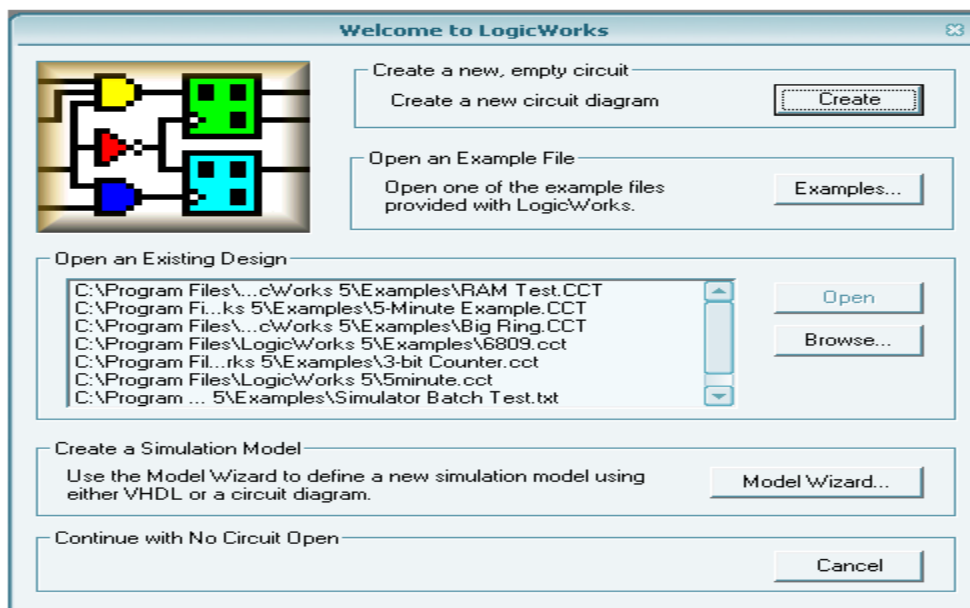 Welcome to LogicWorks
Create a new, empty circuit
Create a new circuit diagram
Create
Open an Example File
Open one of the example files
provided with LogicWorks.
Examples...
Open an Existing Design
C:\Program Files\...cWorks 5\Examples\RAM Test.CCT
C:\Program Fi...ks 5\Examples\5-Minute Example.CCT
C:\Program Files\...cWorks 5\Examples\Big Ring.CCT
C:\Program Files\LogicWorks 5\Examples\6809.cct
C:\Program Fil...rks 5\Examples\3-bit Counter.cct
C:\Program Files\LogicWorks 5\5minute.cct
C:\Program ... 5\Examples\Simulator Batch Test.txt
Open
Browse...
Create a Simulation Model
Use the Model Wizard to define a new simulation model using
either VHDL or a circuit diagram.
Model Wizard...
Continue with No Circuit Open
Cancel